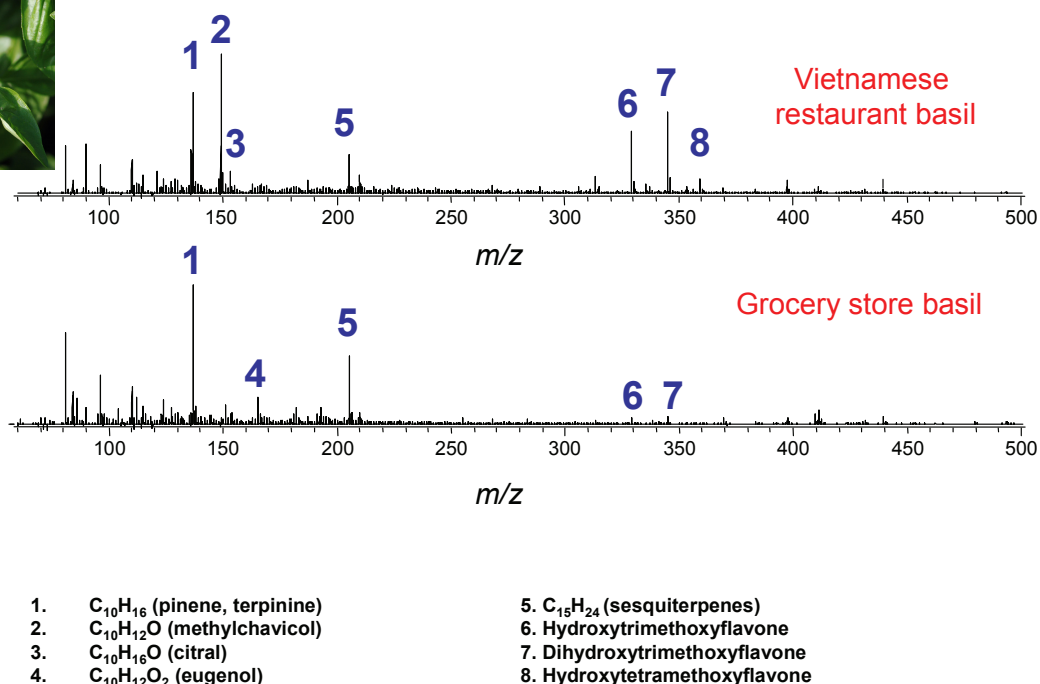 2
1
3
5
6
7
8
Vietnamese
restaurant basil
100 150 200 250 300 350 400 450 500
m/z
1
4
5
6
7
Grocery store basil
100 150 200 250 300 350 400 450 500
m/z
1. C₁₀H₁₆ (pinene, terpinine)
2. C₁₀H₁₂O (methylchavicol)
3. C₁₀H₁₆O (citral)
4. C₁₀H₁₂O₂ (eugenol)
5. C₁₅H₂₄ (sesquiterpenes)
6. Hydroxytrimethoxyflavone
7. Dihydroxytrimethoxyflavone
8. Hydroxytetramethoxyflavone